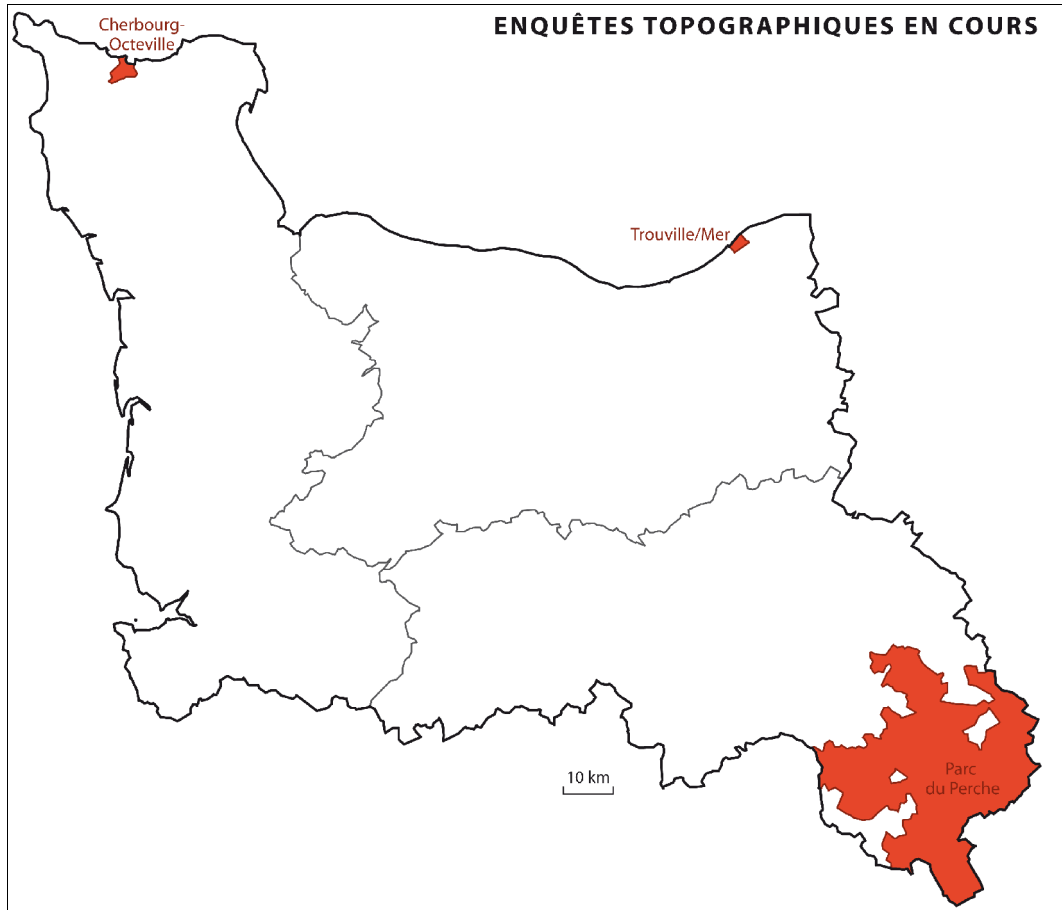 ENQUÊTES TOPOGRAPHIQUES EN COURS
Cherbourg-
Octeville
Trouville/Mer
10 km
Parc
du Perche